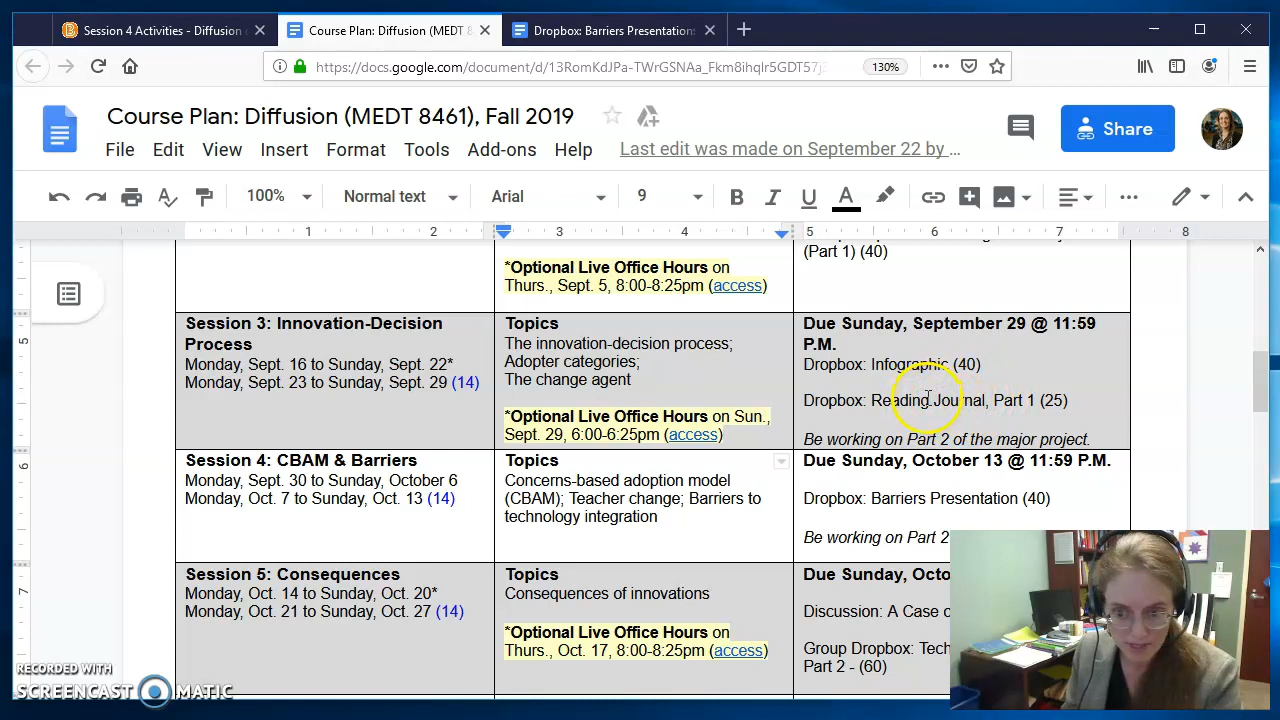 Session 4 Activities - Diffusion
Course Plan: Diffusion (MEDT 8
Dropbox: Barriers Presentation
https://docs.google.com/document/d/13RomKdJPa-TWrGSNAa_Fkm8ihqlr5GDT57j
130%
Course Plan: Diffusion (MEDT 8461), Fall 2019
Share
File Edit View Insert Format Tools Add-ons Help Last edit was made on September 22 by …
100% Normal text Arial 9 B I U A
1 2 3 4 5 6 7 8
(Part 1) (40)
*Optional Live Office Hours on
Thurs., Sept. 5, 8:00-8:25pm (access)
5
Session 3: Innovation-Decision
Process
Monday, Sept. 16 to Sunday, Sept. 22*
Monday, Sept. 23 to Sunday, Sept. 29 (14)
Topics
The innovation-decision process;
Adopter categories;
The change agent
*Optional Live Office Hours on Sun.,
Sept. 29, 6:00-6:25pm (access)
Due Sunday, September 29 @ 11:59
P.M.
Dropbox: Infographic (40)
Dropbox: Reading Journal, Part 1 (25)
Be working on Part 2 of the major project.
6
Session 4: CBAM & Barriers
Monday, Sept. 30 to Sunday, October 6
Monday, Oct. 7 to Sunday, Oct. 13 (14)
Topics
Concerns-based adoption model
(CBAM); Teacher change; Barriers to
technology integration
Due Sunday, October 13 @ 11:59 P.M.
Dropbox: Barriers Presentation (40)
Be working on Part 2
7
Session 5: Consequences
Monday, Oct. 14 to Sunday, Oct. 20*
Monday, Oct. 21 to Sunday, Oct. 27 (14)
Topics
Consequences of innovations
*Optional Live Office Hours on
Thurs., Oct. 17, 8:00-8:25pm (access)
Due Sunday, Octo
Discussion: A Case o
Group Dropbox: Tech
Part 2 - (60)
RECORDED WITH
SCREENCAST MATIC